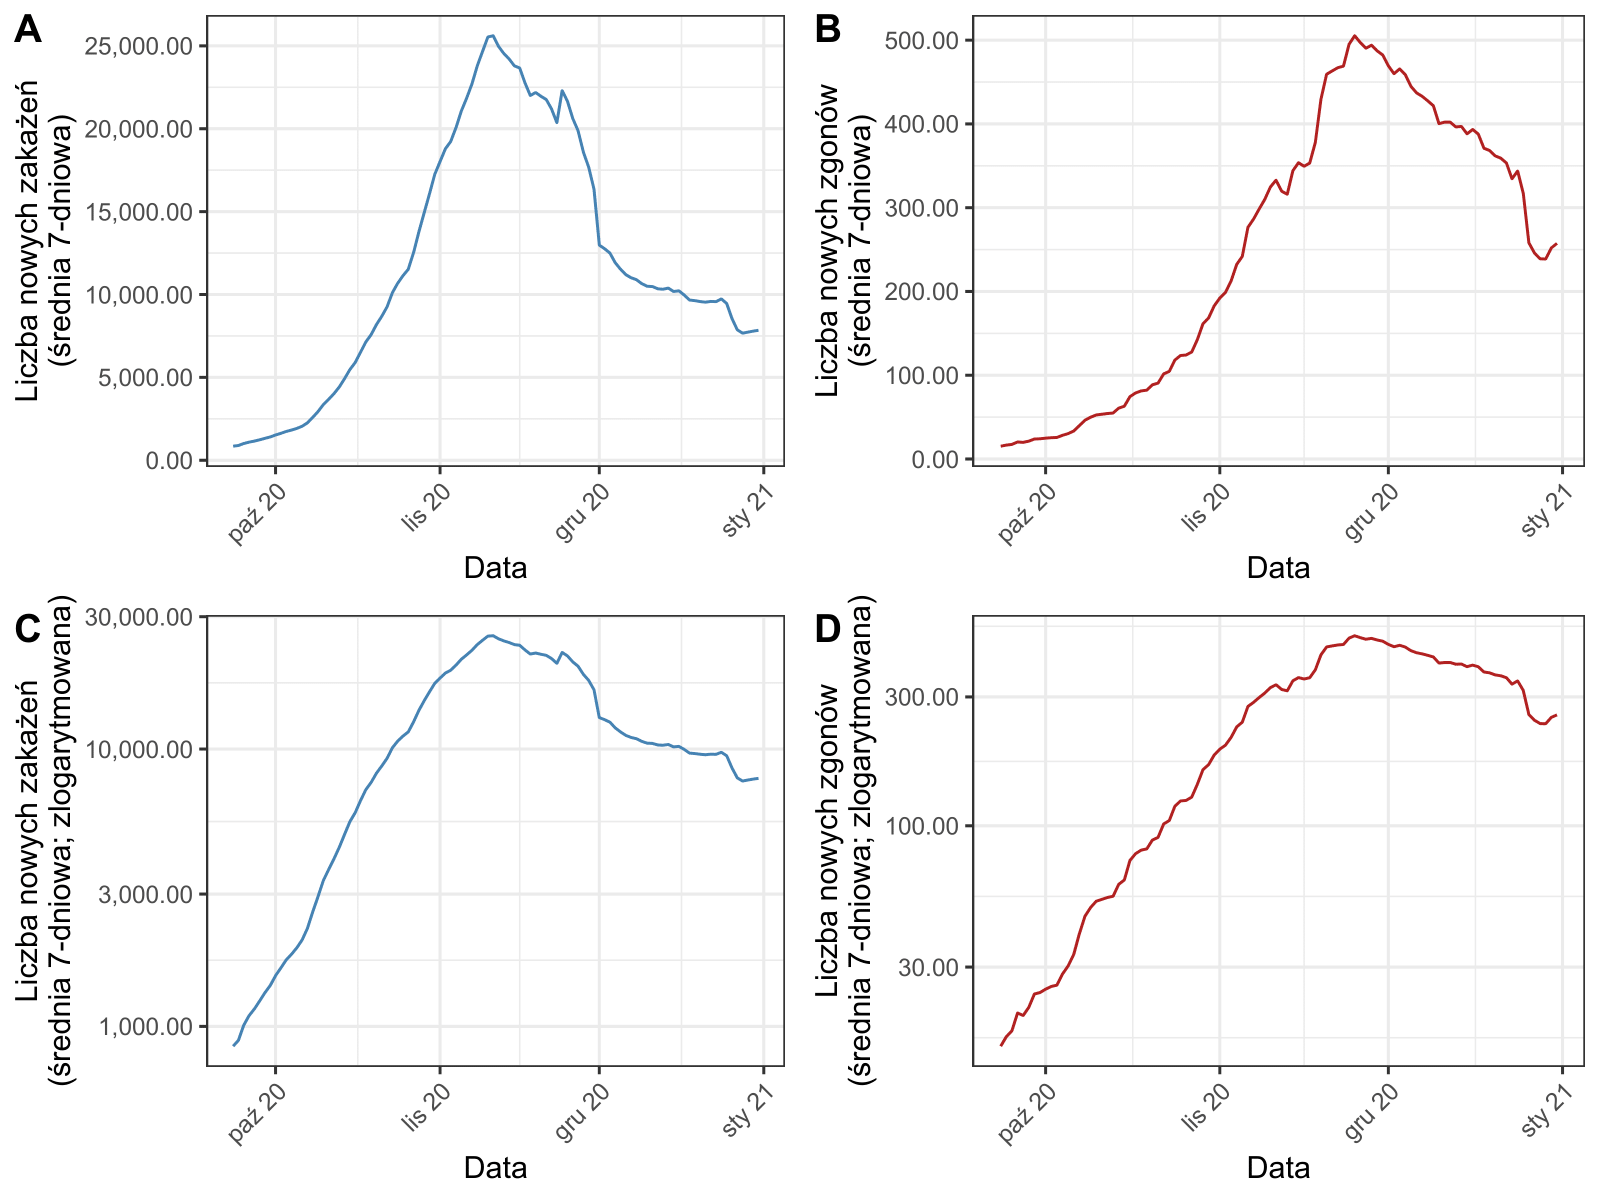 A
Liczba nowych zakażeń
(średnia 7-dniowa)
25,000.00
20,000.00
15,000.00
10,000.00
5,000.00
0.00
paź 20
lis 20
gru 20
sty 21
Data
B
Liczba nowych zgonów
(średnia 7-dniowa)
500.00
400.00
300.00
200.00
100.00
0.00
paź 20
lis 20
gru 20
sty 21
Data
C
Liczba nowych zakażeń
(średnia 7-dniowa; zlogarytmowana)
30,000.00
10,000.00
3,000.00
1,000.00
paź 20
lis 20
gru 20
sty 21
Data
D
Liczba nowych zgonów
(średnia 7-dniowa; zlogarytmowana)
300.00
100.00
30.00
paź 20
lis 20
gru 20
sty 21
Data